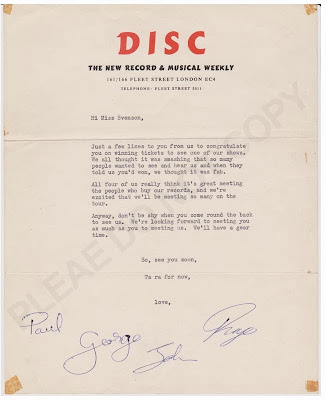 DISC
THE NEW RECORD & MUSICAL WEEKLY
161/166 FLEET STREET LONDON EC4
TELEPHONE · FLEET STREET 5011
Hi Miss Svenson,
Just a few lines to you from us to congratulate
you on winning tickets to see one of our shows.
We all thought it was smashing that so many
people wanted to see and hear us and when they
told us you'd won, we thought it was fab.
All four of us really think it's great meeting
the people who buy our records, and we're
excited that we'll be meeting so many on the
tour.
Anyway, don't be shy when you come round the back
to see us. We're looking forward to meeting you
as much as you to meeting us. We'll have a gear
time.
So, see you soon,
Ta ra for now,
love,
Paul
George
John
Ringo
PLEAE D COPY